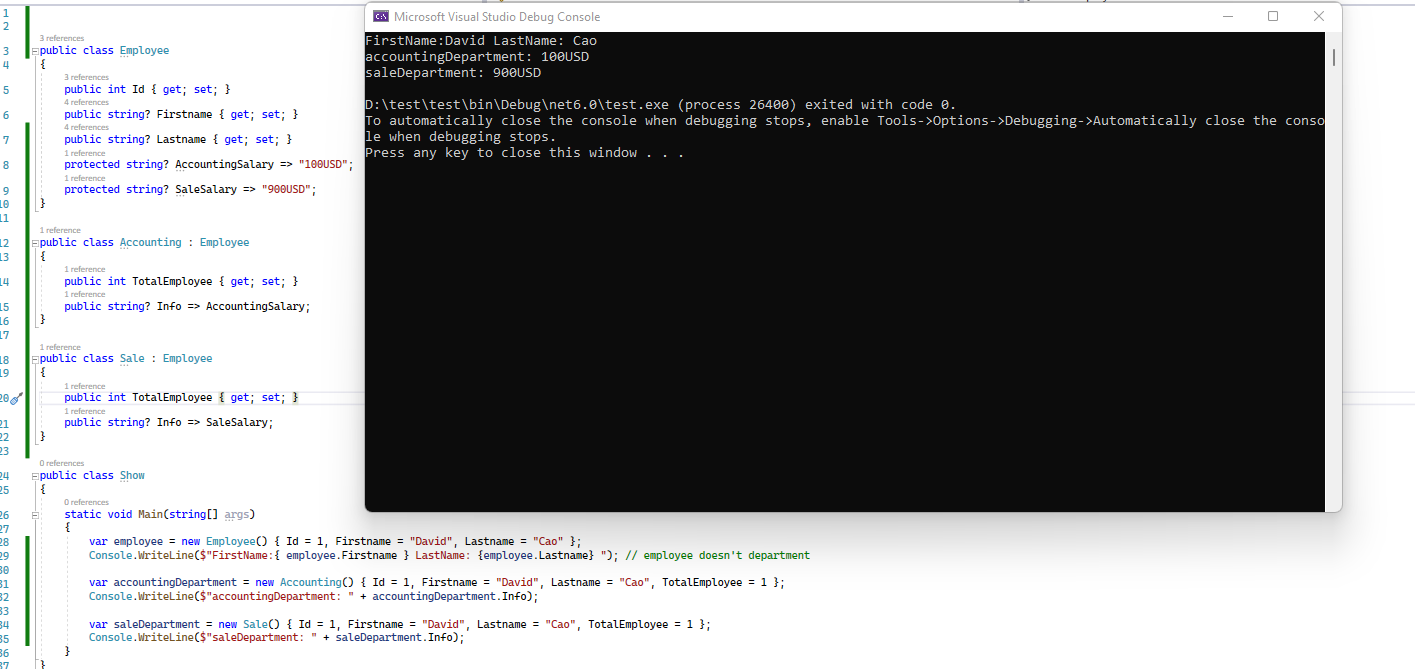 1
2
3 references
3 public class Employee
4 {
3 references
5 public int Id { get; set; }
4 references
6 public string? Firstname { get; set; }
4 references
7 public string? Lastname { get; set; }
1 reference
8 protected string? AccountingSalary => "100USD";
1 reference
9 protected string? SaleSalary => "900USD";
10 }
11
1 reference
12 public class Accounting : Employee
13 {
1 reference
14 public int TotalEmployee { get; set; }
1 reference
15 public string? Info => AccountingSalary;
16 }
17
1 reference
18 public class Sale : Employee
19 {
1 reference
20 public int TotalEmployee { get; set; }
1 reference
21 public string? Info => SaleSalary;
22 }
23
0 references
24 public class Show
25 {
0 references
26 static void Main(string[] args)
27 {
28 var employee = new Employee() { Id = 1, Firstname = "David", Lastname = "Cao" };
29 Console.WriteLine($"FirstName:{ employee.Firstname } LastName: {employee.Lastname} "); // employee doesn't department
30
31 var accountingDepartment = new Accounting() { Id = 1, Firstname = "David", Lastname = "Cao", TotalEmployee = 1 };
32 Console.WriteLine($"accountingDepartment: " + accountingDepartment.Info);
33
34 var saleDepartment = new Sale() { Id = 1, Firstname = "David", Lastname = "Cao", TotalEmployee = 1 };
35 Console.WriteLine($"saleDepartment: " + saleDepartment.Info);
36 }
37 }
Microsoft Visual Studio Debug Console
FirstName:David LastName: Cao
accountingDepartment: 100USD
saleDepartment: 900USD
D:\test\test\bin\Debug\net6.0\test.exe (process 26400) exited with code 0.
To automatically close the console when debugging stops, enable Tools->Options->Debugging->Automatically close the conso
le when debugging stops.
Press any key to close this window . . .